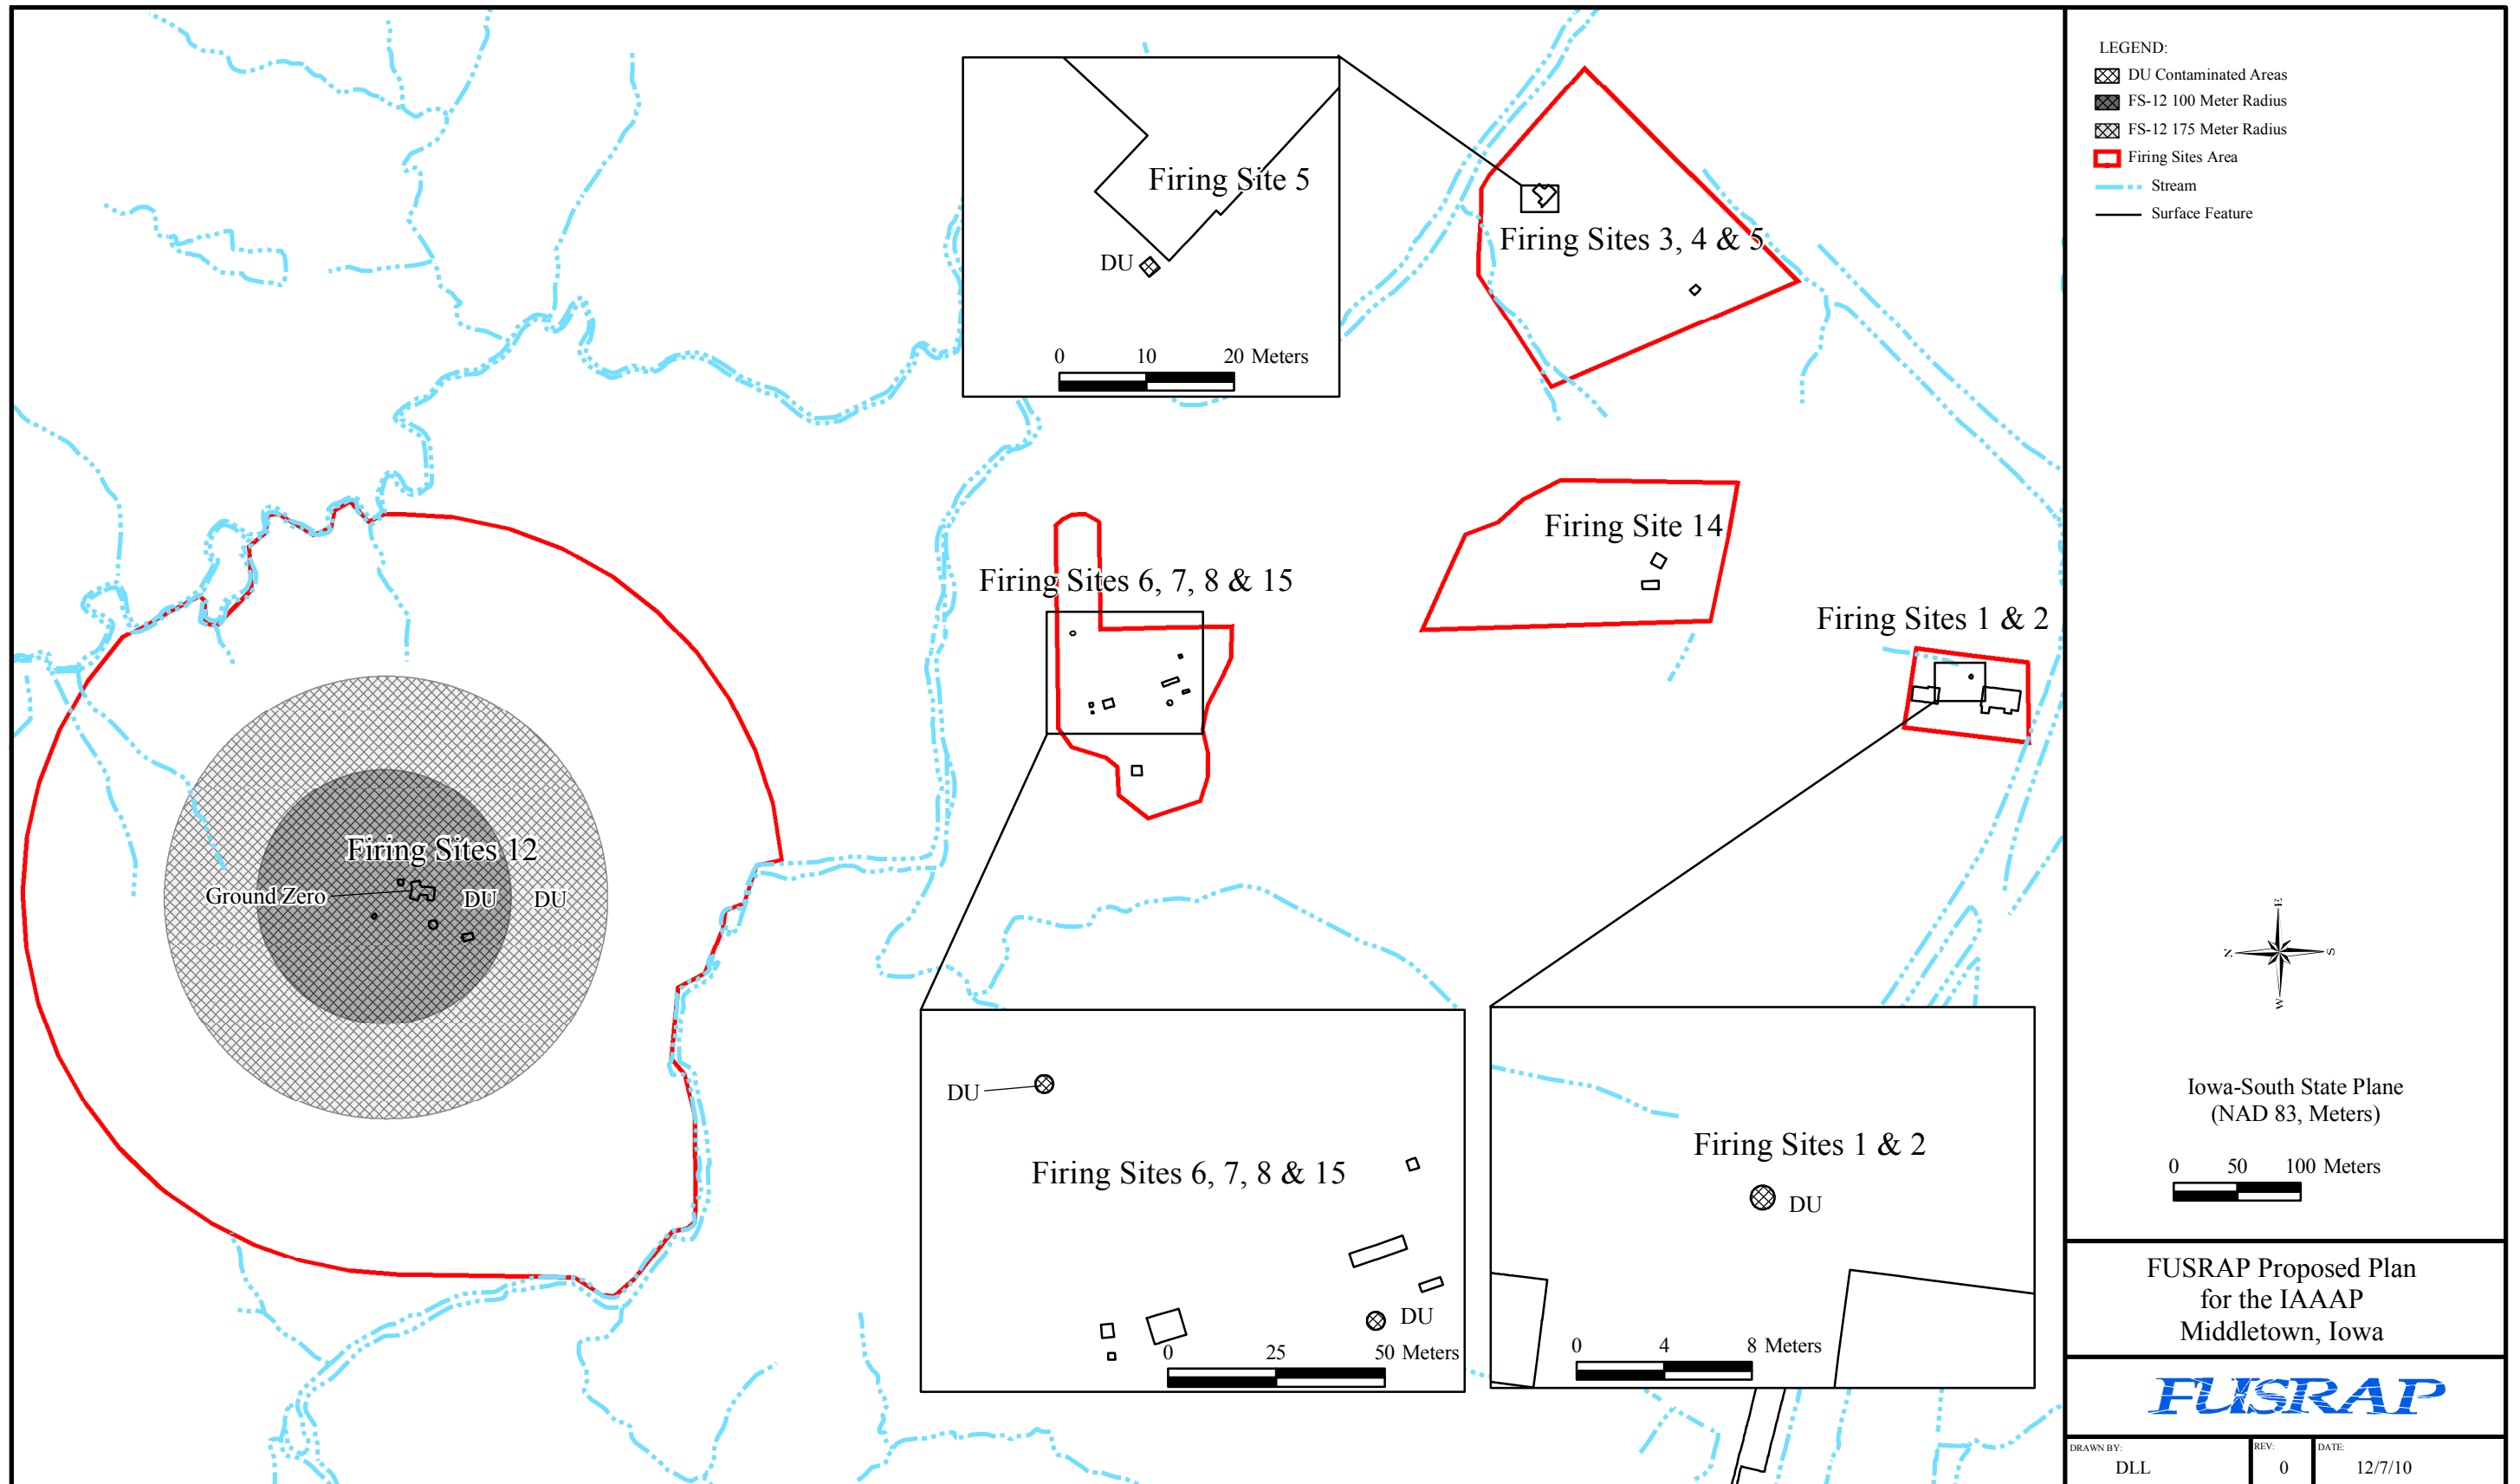 LEGEND:
DU Contaminated Areas
FS-12 100 Meter Radius
FS-12 175 Meter Radius
Firing Sites Area
Stream
Surface Feature
Firing Site 5
DU
0 10 20 Meters
Firing Sites 3, 4 & 5
Firing Site 14
Firing Sites 6, 7, 8 & 15
Firing Sites 1 & 2
Firing Sites 12
Ground Zero
DU DU
DU
Firing Sites 6, 7, 8 & 15
DU
0 25 50 Meters
Firing Sites 1 & 2
DU
0 4 8 Meters
E
N S
W
Iowa-South State Plane
(NAD 83, Meters)
0 50 100 Meters
FUSRAP Proposed Plan
for the IAAAP
Middletown, Iowa
FUSRAP
DRAWN BY: REV: DATE:
DLL 0 12/7/10